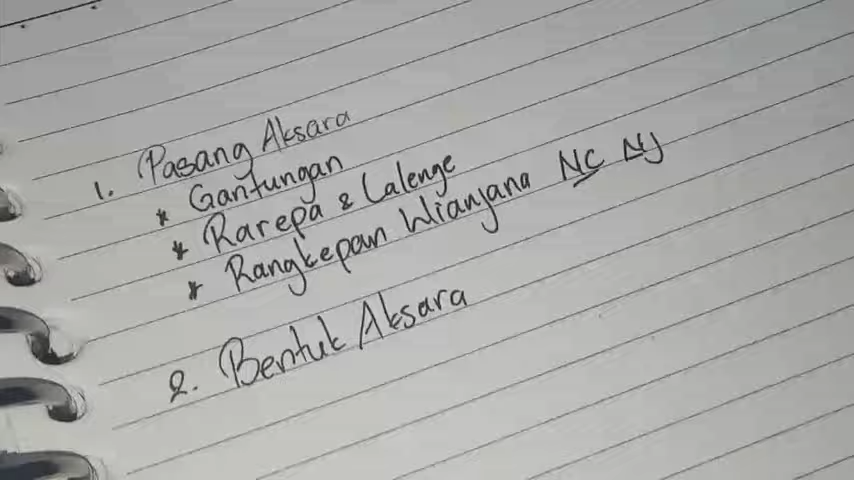 1. Pasang Aksara
* Gantungan
* Rarepa & Lalenge
* Rangkepan Wianjana NC NJ
2. Bentuk Aksara